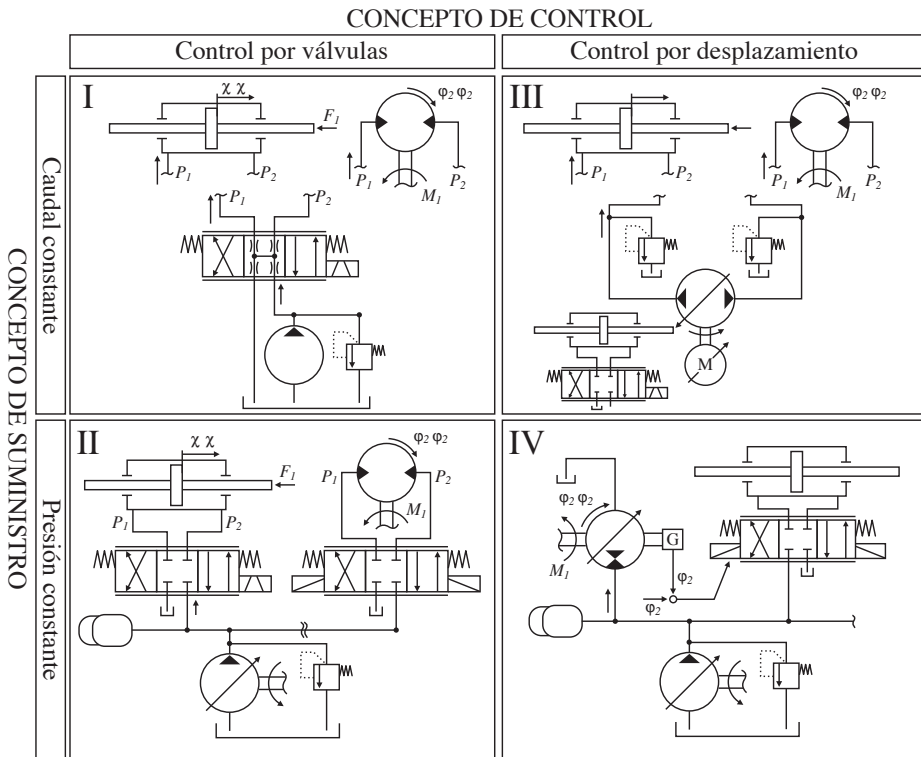 CONCEPTO DE CONTROL
Control por válvulas
Control por desplazamiento
CONCEPTO DE SUMINISTRO
Caudal constante
Presión constante
I
χ χ
F1
P1
P2
φ2 φ2
P1
P2
M1
P1
P2
III
P1
P2
φ2 φ2
P1
P2
M1
M
II
χ χ
F1
P1
P2
φ2 φ2
P1
P2
M1
IV
φ2 φ2
M1
G
φ2
φ2